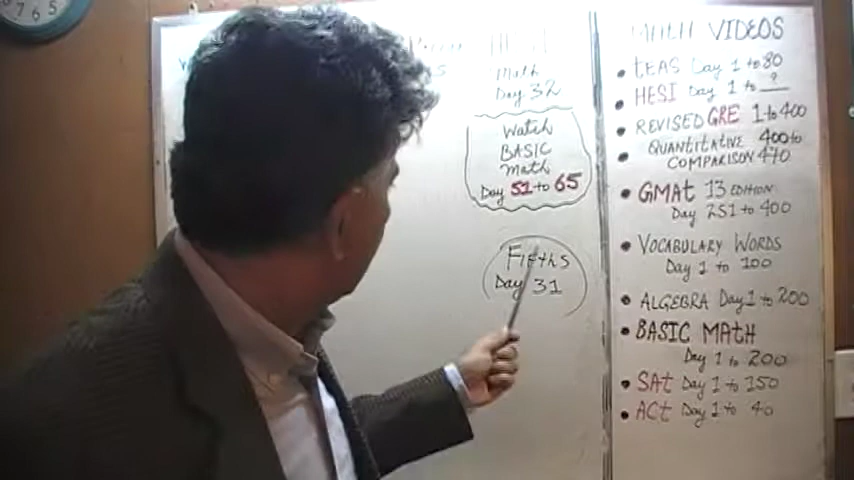 7 6 5
Math
Day 32
Watch
BASIC
Math
Day 51 to 65
Fifths
Day 31
MATH VIDEOS
• TEAS Day 1 to 80
• HESI Day 1 to ?
• REVISED GRE 1 to 400
• QUANTITATIVE 400 to
COMPARISON 470
• GMAT 13 EDITION
Day 251 to 400
• VOCABULARY WORDS
Day 1 to 100
• ALGEBRA Day 1 to 200
• BASIC MATH
Day 1 to 200
• SAT Day 1 to 150
• ACT Day 1 to 40